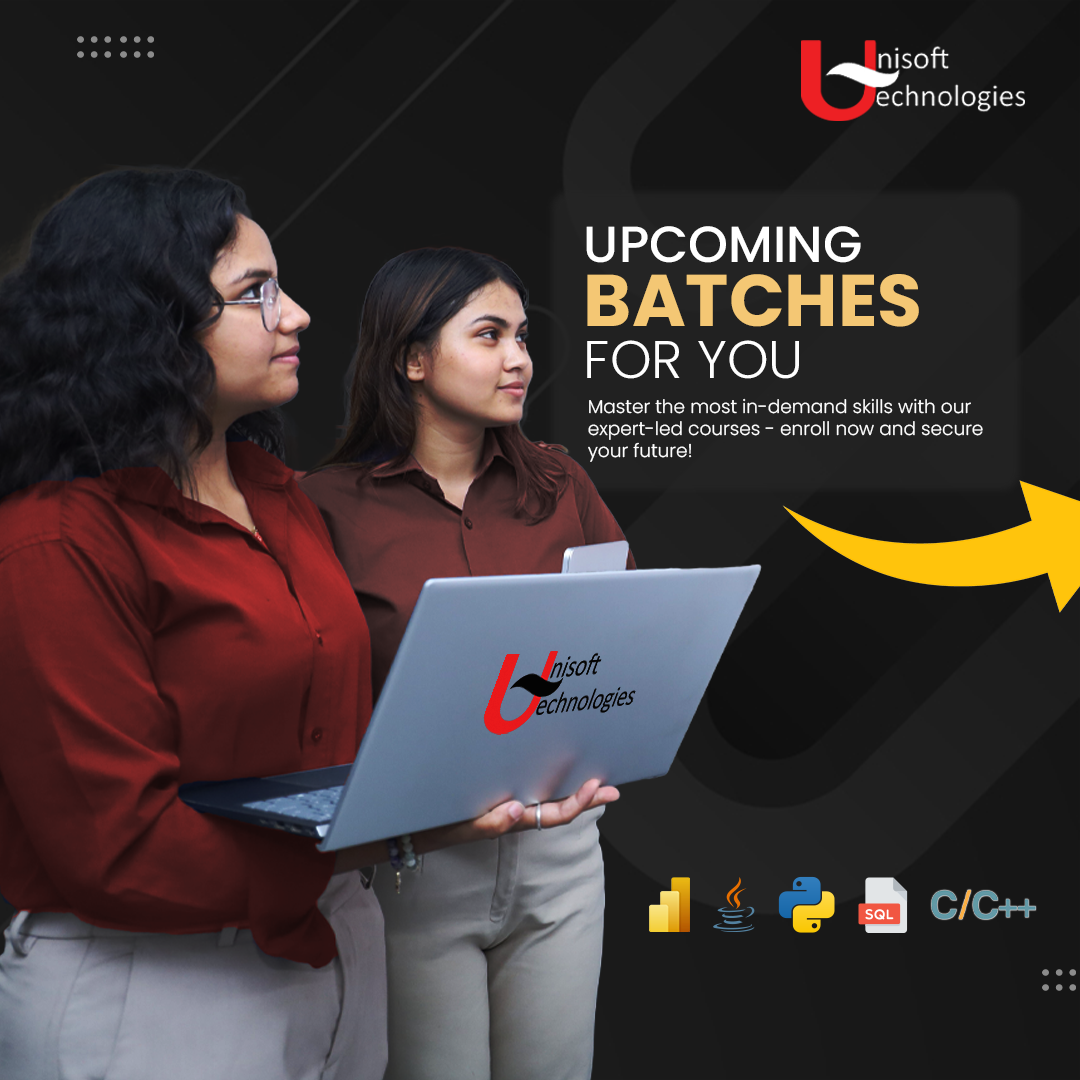 Unisoft
Technologies
UPCOMING
BATCHES
FOR YOU
Master the most in-demand skills with our
expert-led courses - enroll now and secure
your future!
Unisoft
Technologies
SQL
C/C++